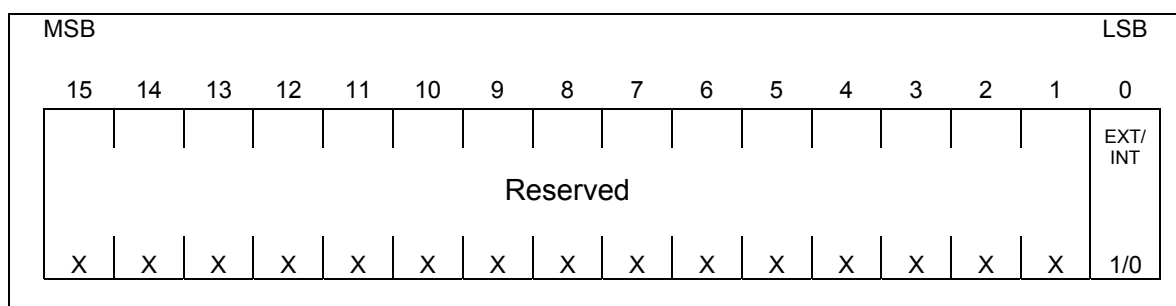 MSB LSB
15 14 13 12 11 10 9 8 7 6 5 4 3 2 1 0
EXT/
INT
Reserved
X X X X X X X X X X X X X X X 1/0